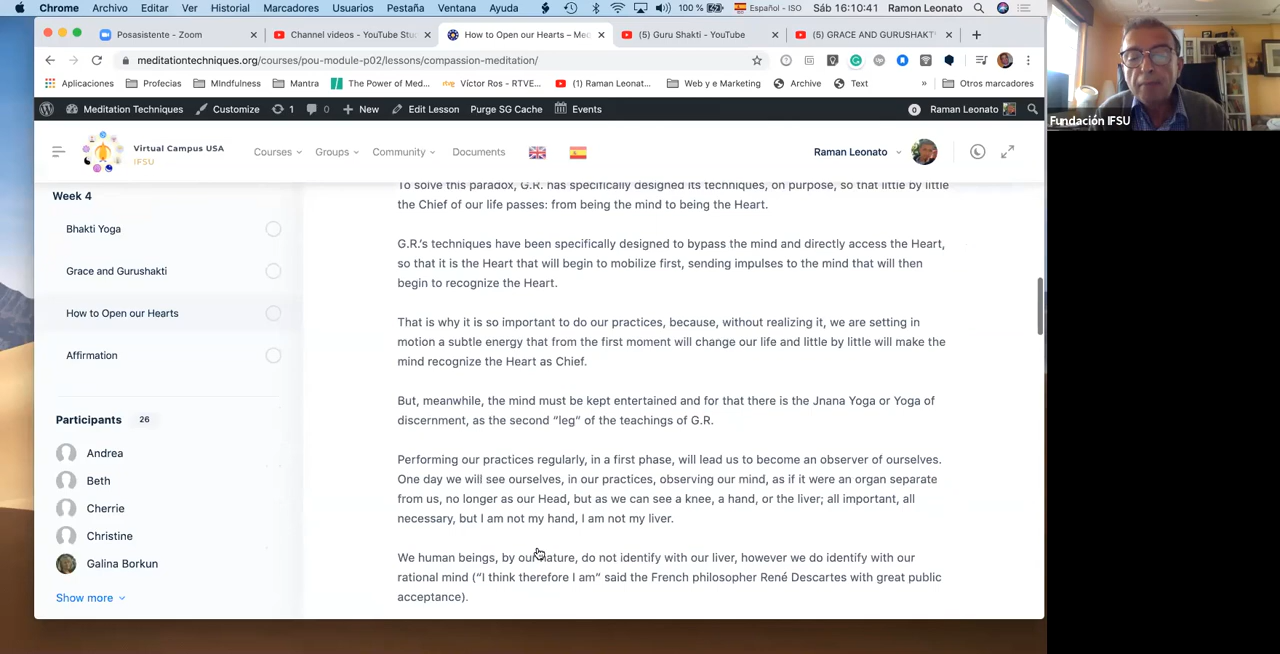 Chrome Archivo Editar Ver Historial Marcadores Usuarios Pestaña Ventana Ayuda 100 % Español - ISO Sáb 16:10:41 Ramon Leonato
Posasistente - Zoom
Channel videos - YouTube Stu
How to Open our Hearts – Me
(5) Guru Shakti - YouTube
(5) GRACE AND GURUSHAKT
meditationtechniques.org/courses/pou-module-p02/lessons/compassion-meditation/
Aplicaciones Profecias Mindfulness Mantra The Power of Med... Víctor Ros - RTVE... (1) Raman Leonat... Web y e Marketing Archive Text » Otros marcadores
Meditation Techniques Customize 1 0 New Edit Lesson Purge SG Cache Events 0 Raman Leonato
Virtual Campus USA
IFSU
Courses Groups Community Documents
Raman Leonato
Fundación IFSU
Week 4
Bhakti Yoga
Grace and Gurushakti
How to Open our Hearts
Affirmation
Participants 26
Andrea
Beth
Cherrie
Christine
Galina Borkun
Show more
To solve this paradox, G.R. has specifically designed its techniques, on purpose, so that little by little
the Chief of our life passes: from being the mind to being the Heart.
G.R.'s techniques have been specifically designed to bypass the mind and directly access the Heart,
so that it is the Heart that will begin to mobilize first, sending impulses to the mind that will then
begin to recognize the Heart.
That is why it is so important to do our practices, because, without realizing it, we are setting in
motion a subtle energy that from the first moment will change our life and little by little will make the
mind recognize the Heart as Chief.
But, meanwhile, the mind must be kept entertained and for that there is the Jnana Yoga or Yoga of
discernment, as the second “leg” of the teachings of G.R.
Performing our practices regularly, in a first phase, will lead us to become an observer of ourselves.
One day we will see ourselves, in our practices, observing our mind, as if it were an organ separate
from us, no longer as our Head, but as we can see a knee, a hand, or the liver; all important, all
necessary, but I am not my hand, I am not my liver.
We human beings, by our nature, do not identify with our liver, however we do identify with our
rational mind (“I think therefore I am” said the French philosopher René Descartes with great public
acceptance).